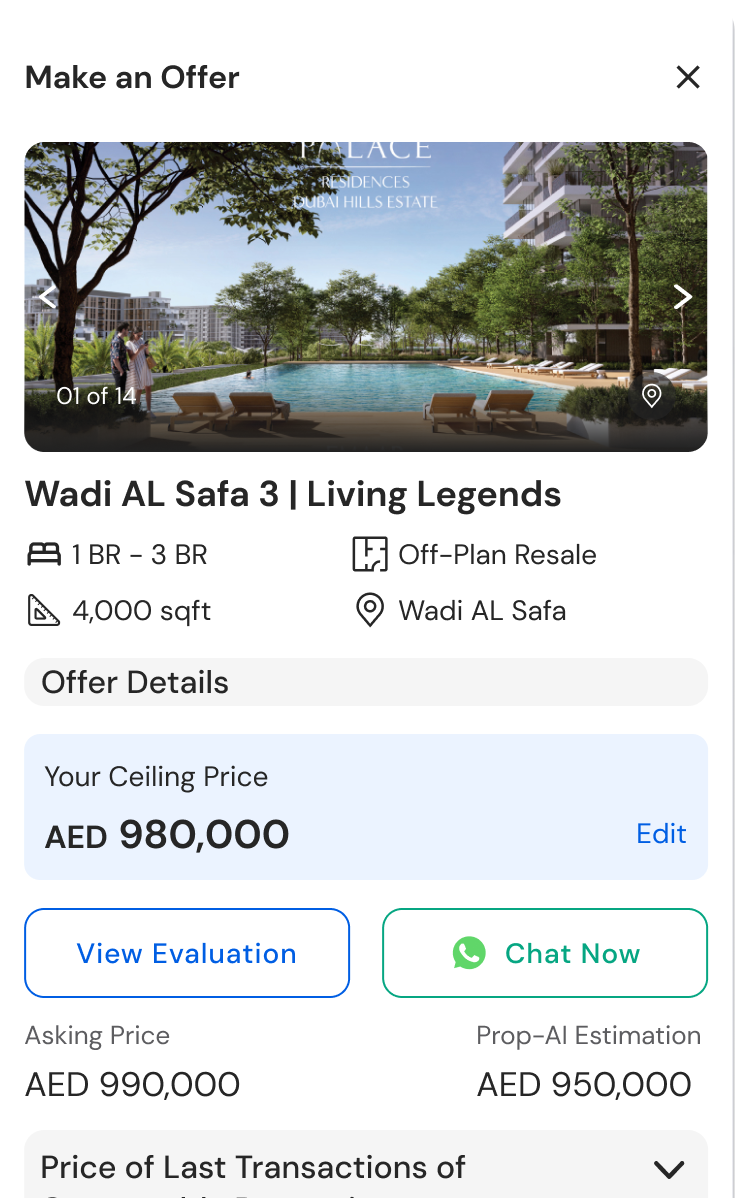 Make an Offer
PALACE
RESIDENCES
DUBAI HILLS ESTATE
01 of 14
Wadi AL Safa 3 | Living Legends
1 BR - 3 BR
Off-Plan Resale
4,000 sqft
Wadi AL Safa
Offer Details
Your Ceiling Price
AED 980,000
Edit
View Evaluation
Chat Now
Asking Price
Prop-AI Estimation
AED 990,000
AED 950,000
Price of Last Transactions of